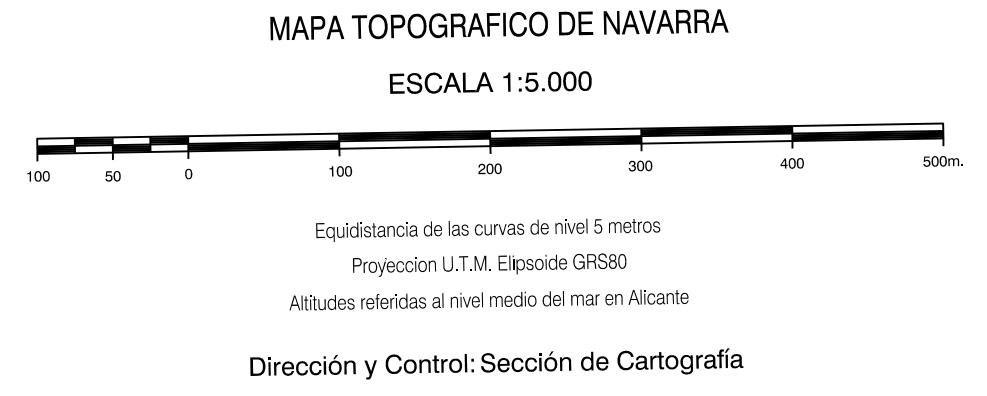 MAPA TOPOGRAFICO DE NAVARRA
ESCALA 1:5.000
100 50 0 100 200 300 400 500m.
Equidistancia de las curvas de nivel 5 metros
Proyeccion U.T.M. Elipsoide GRS80
Altitudes referidas al nivel medio del mar en Alicante
Dirección y Control: Sección de Cartografía